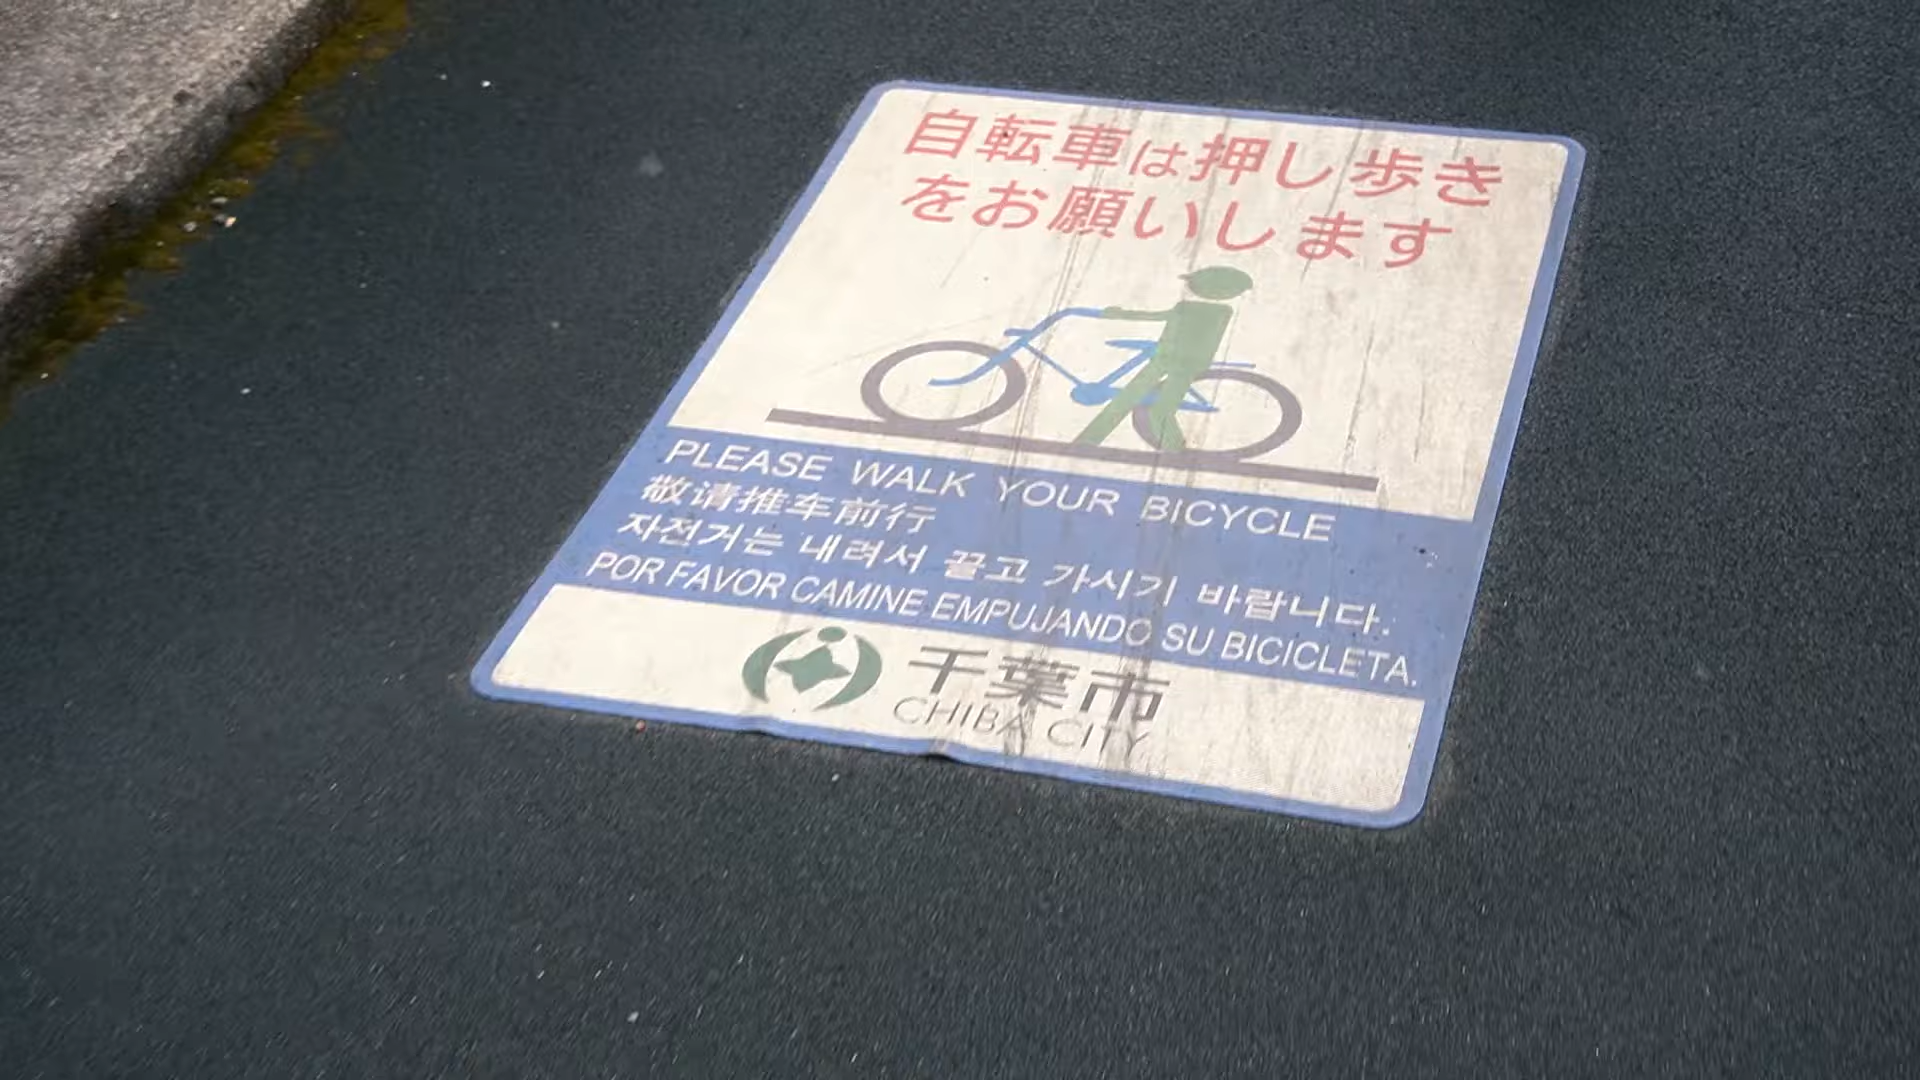 自転車は押し歩き
をお願いします
PLEASE WALK YOUR BICYCLE
敬请推车前行
자전거는 내려서 끌고 가시기 바랍니다.
POR FAVOR CAMINE EMPUJANDO SU BICICLETA.
千葉市
CHIBA CITY